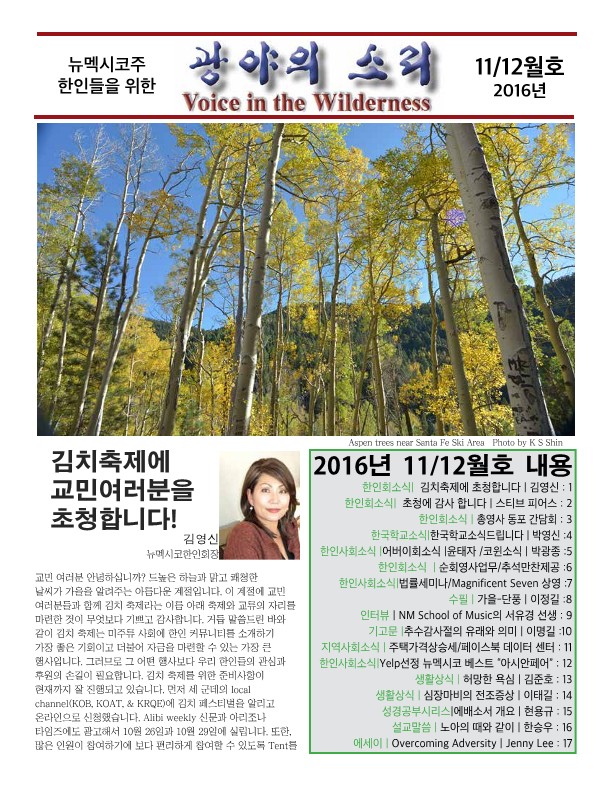 뉴멕시코주
한인들을 위한
광야의 소리
Voice in the Wilderness
11/12월호
2016년
Aspen trees near Santa Fe Ski Area Photo by K S Shin
김치축제에
교민여러분을
초청합니다!
김영신
뉴멕시코한인회장
교민 여러분 안녕하십니까? 드높은 하늘과 맑고 쾌청한
날씨가 가을을 알려주는 아름다운 계절입니다. 이 계절에 교민
여러분들과 함께 김치 축제라는 이름 아래 축제와 교류의 자리를
마련한 것이 무엇보다 기쁘고 감사합니다. 거듭 말씀드린 바와
같이 김치 축제는 미주류 사회에 한인 커뮤니티를 소개하기
가장 좋은 기회이고 더불어 자금을 마련할 수 있는 가장 큰
행사입니다. 그러므로 그 어떤 행사보다 우리 한인들의 관심과
후원의 손길이 필요합니다. 김치 축제를 위한 준비사항이
현재까지 잘 진행되고 있습니다. 먼저 세 군데의 local
channel(KOB, KOAT, & KRQE)에 김치 페스티벌을 알리고
온라인으로 신청했습니다. Alibi weekly 신문과 아리조나
타임즈에도 광고해서 10월 26일과 10월 29일에 실립니다. 또한,
많은 인원이 참여하기에 보다 편리하게 참여할 수 있도록 Tent를
2016년 11/12월호 내용
한인회소식| 김치축제에 초청합니다 | 김영신 : 1
한인회소식| 초청에 감사 합니다 | 스티브 피어스 : 2
한인회소식 | 총영사 동포 간담회 : 3
한국학교소식|한국학교소식드립니다 | 박영신 : 4
한인사회소식 |어버이회소식 |윤태자 /코윈소식 | 박광종 :5
한인회소식 | 순회영사업무/추석만찬제공 : 6
한인사회소식|법률세미나/Magnificent Seven 상영 :7
수필 | 가을-단풍 | 이정길 : 8
인터뷰 | NM School of Music의 서유경 선생 : 9
기고문 |추수감사절의 유래와 의미 | 이명길 : 10
지역사회소식 | 주택가격상승세/페이스북 데이터 센터 : 11
한인사회소식|Yelp선정 뉴멕시코 베스트 "아시안페어" : 12
생활상식 | 허망한 욕심 | 김준호 : 13
생활상식 | 심장마비의 전조증상 | 이태길 : 14
성경공부시리스|에베소서 개요 | 현용규 : 15
설교말씀 | 노아의 때와 같이 | 한승우 : 16
에세이 | Overcoming Adversity | Jenny Lee : 17